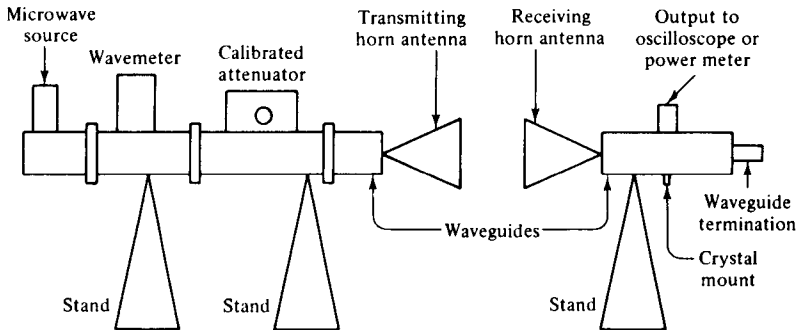 Microwave
source
Wavemeter
Calibrated
attenuator
Transmitting
horn antenna
Receiving
horn antenna
Output to
oscilloscope or
power meter
Waveguide
termination
Waveguides
Crystal
mount
Stand
Stand
Stand